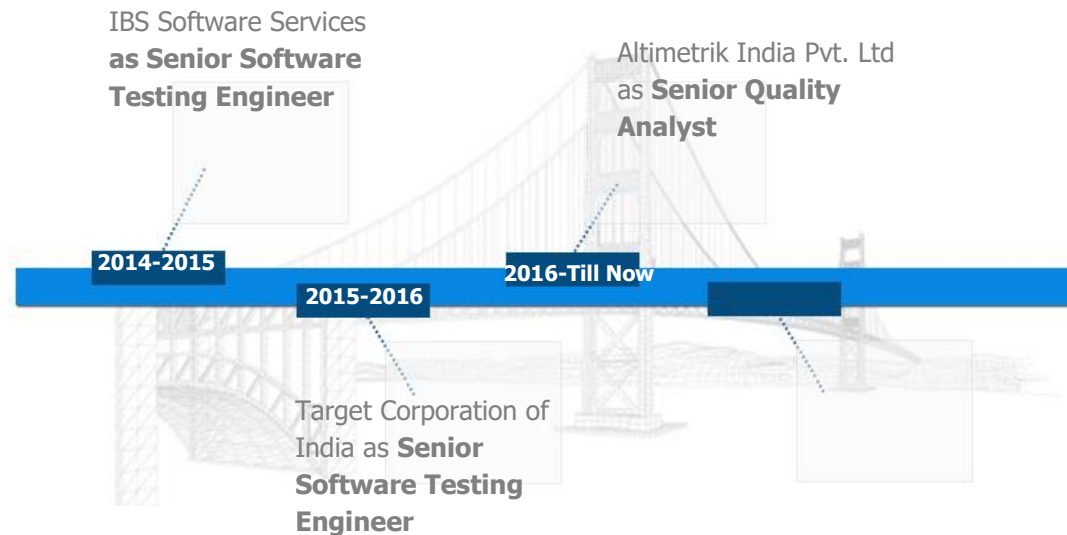 IBS Software Services
as Senior Software
Testing Engineer
Altimetrik India Pvt. Ltd
as Senior Quality
Analyst
2014-2015
2015-2016
2016-Till Now
Target Corporation of
India as Senior
Software Testing
Engineer